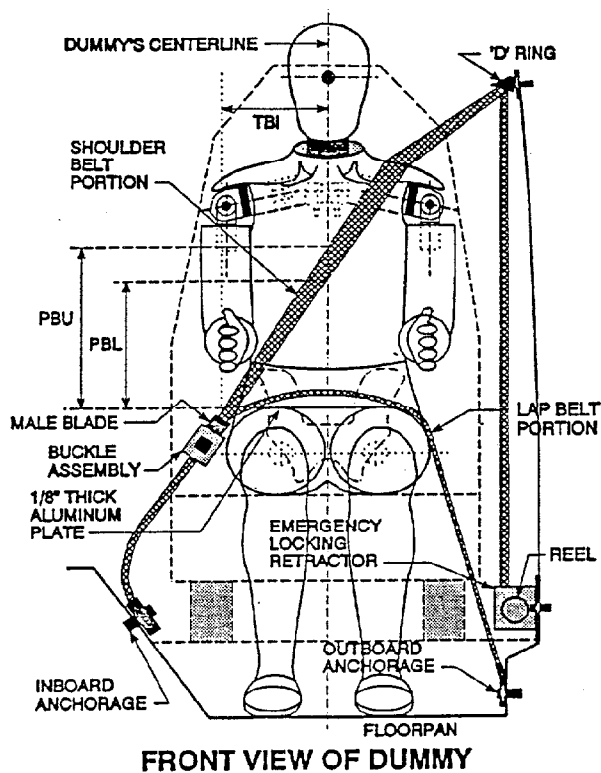 DUMMY'S CENTERLINE
'D' RING
TBI
SHOULDER
BELT
PORTION
PBU
PBL
MALE BLADE
LAP BELT
PORTION
BUCKLE
ASSEMBLY
1/8" THICK
ALUMINUM
PLATE
EMERGENCY
LOCKING
RETRACTOR
REEL
OUTBOARD
ANCHORAGE
INBOARD
ANCHORAGE
FLOORPAN
FRONT VIEW OF DUMMY